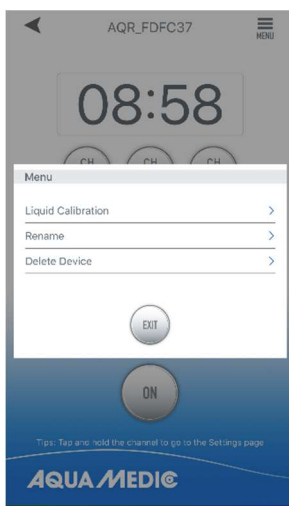 AQR_FDFC37
MENU
08:58
CH CH CH
Menu
Liquid Calibration
Rename
Delete Device
EXIT
ON
Tips: Tap and hold the channel to go to the Settings page
AQUA MEDIC